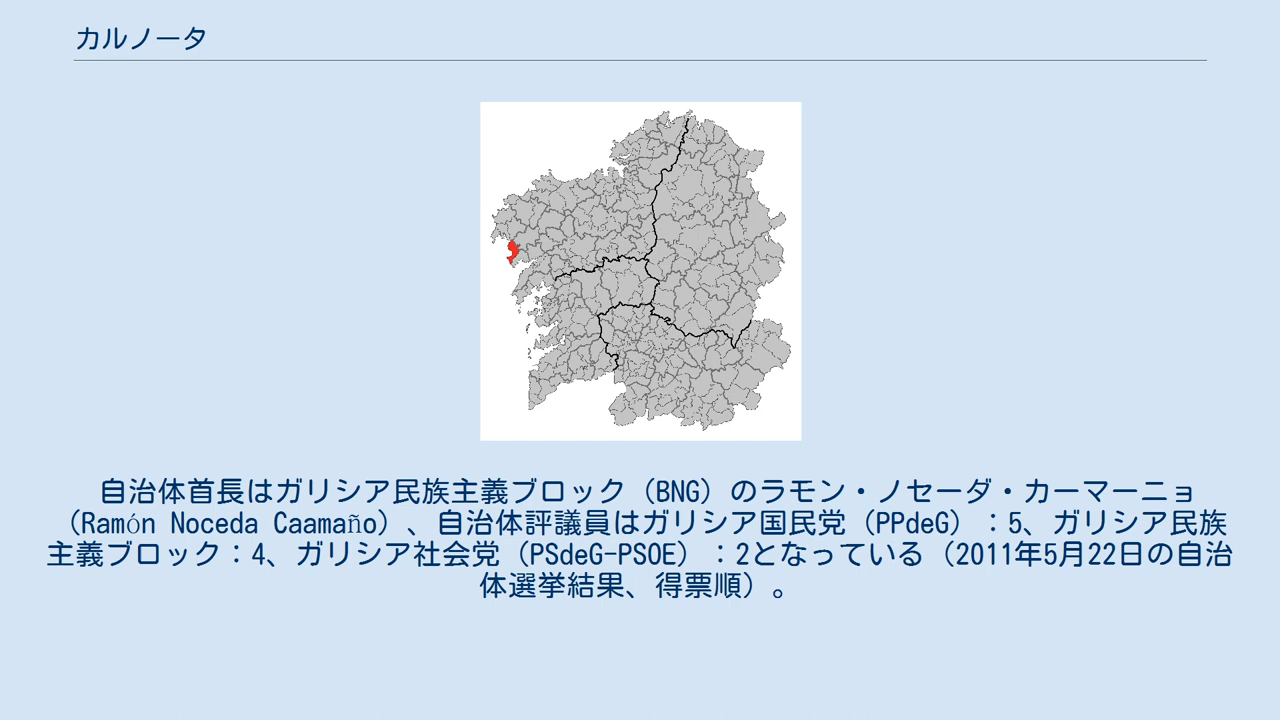 カルノータ
自治体首長はガリシア民族主義ブロック（BNG）のラモン・ノセーダ・カーマーニョ
（Ramón Noceda Caamaño）、自治体評議員はガリシア国民党（PPdeG）：5、ガリシア民族
主義ブロック：4、ガリシア社会党（PSdeG-PSOE）：2となっている（2011年5月22日の自治
体選挙結果、得票順）。